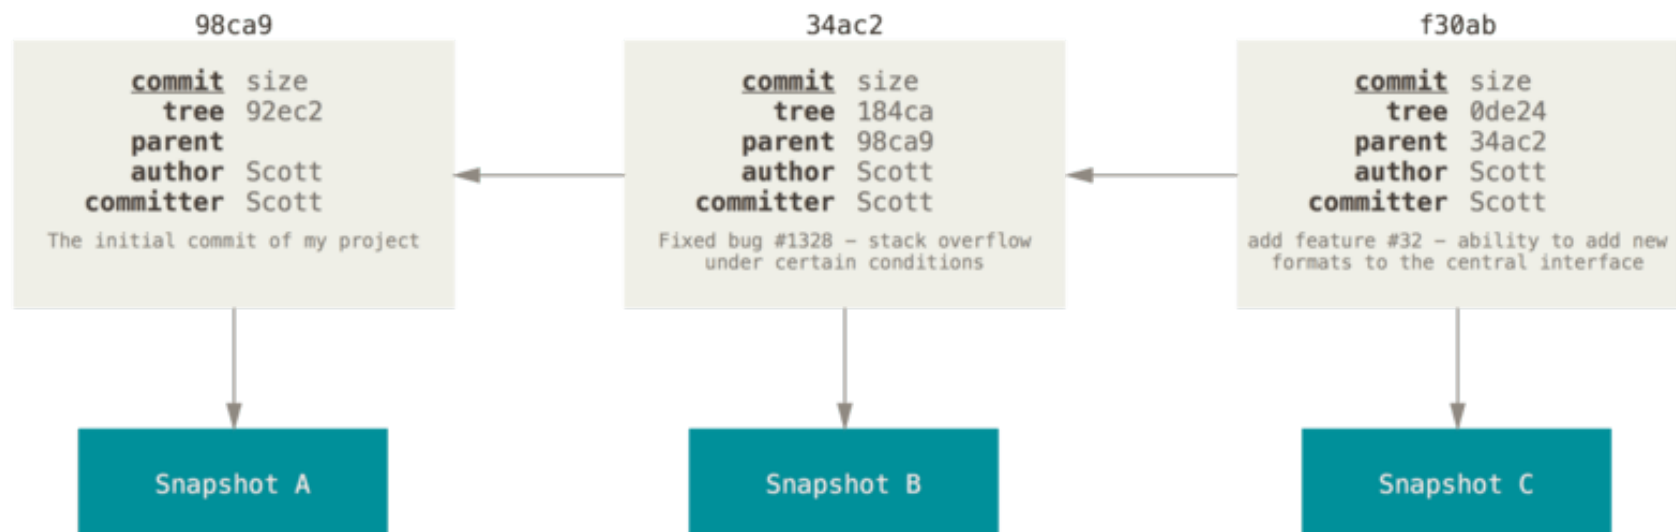 98ca9
commit size
tree 92ec2
parent
author Scott
committer Scott
The initial commit of my project
Snapshot A
34ac2
commit size
tree 184ca
parent 98ca9
author Scott
committer Scott
Fixed bug #1328 – stack overflow
under certain conditions
Snapshot B
f30ab
commit size
tree 0de24
parent 34ac2
author Scott
committer Scott
add feature #32 – ability to add new
formats to the central interface
Snapshot C